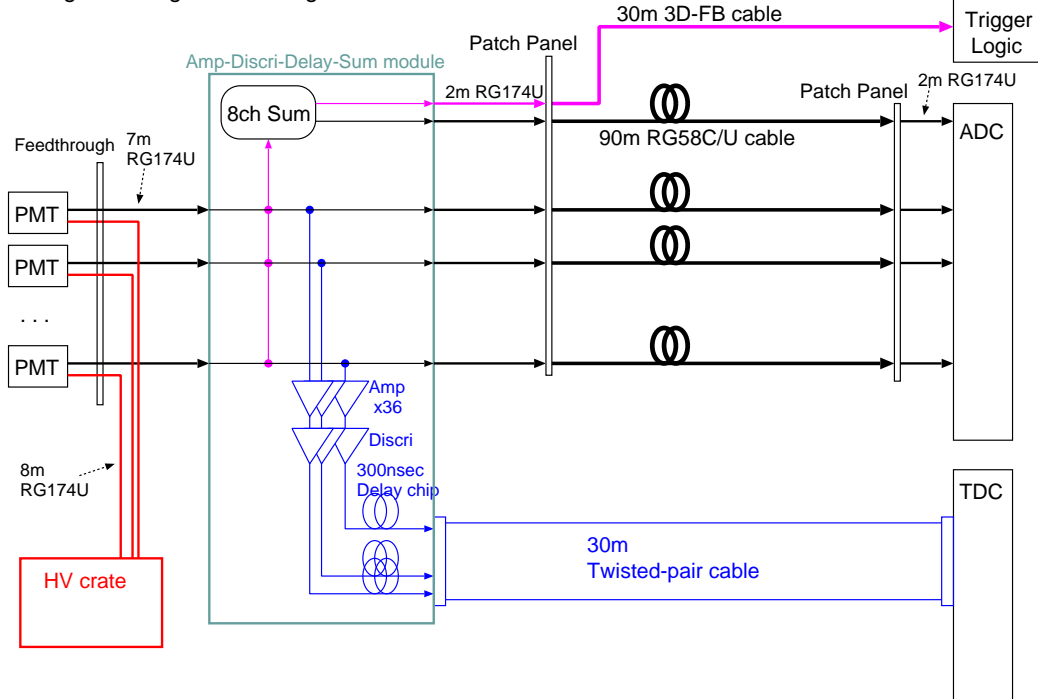 30m 3D-FB cable
Trigger
Logic
Patch Panel
Amp-Discri-Delay-Sum module
2m RG174U
Patch Panel
2m RG174U
8ch Sum
90m RG58C/U cable
ADC
Feedthrough
7m
RG174U
PMT
PMT
. . .
PMT
Amp
x36
Discri
300nsec
Delay chip
8m
RG174U
TDC
30m
Twisted-pair cable
HV crate